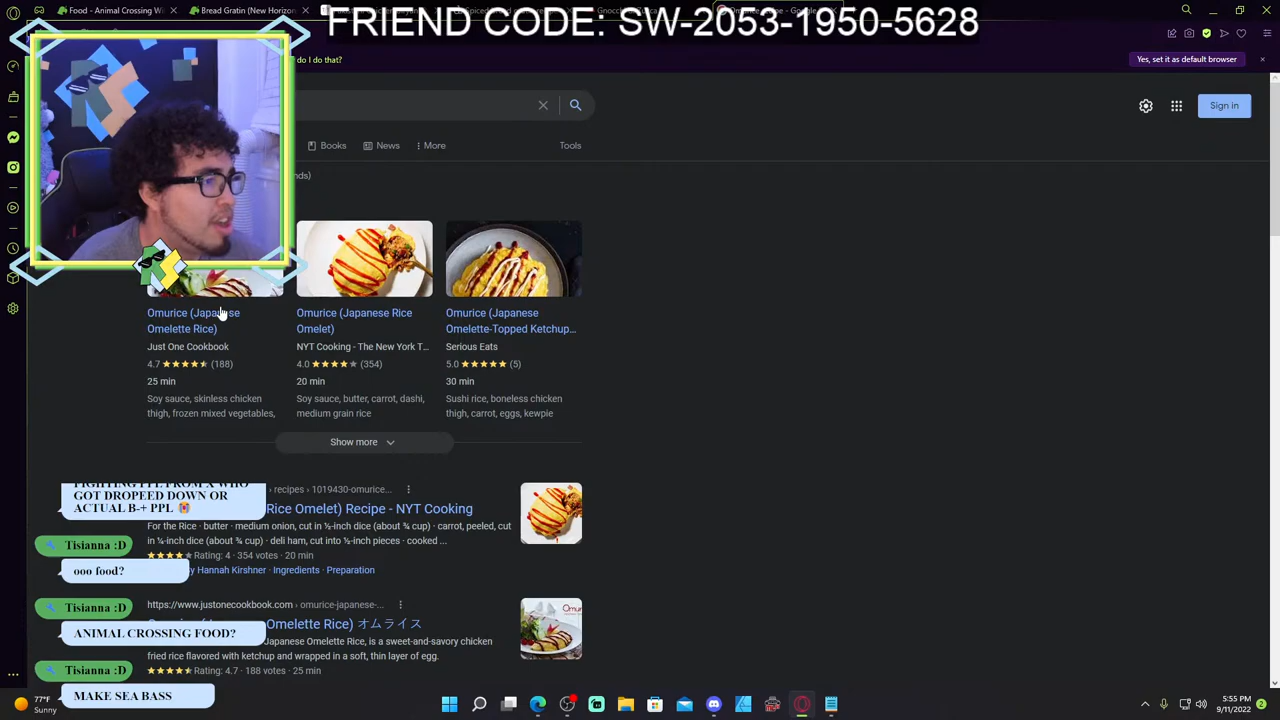 FRIEND CODE: SW-2053-1950-5628
Food - Animal Crossing Wi
Bread Gratin (New Horizon
do I do that?
Yes, set it as default browser
Sign in
Books
News
More
Tools
nds)
Omurice (Japanese
Omelette Rice)
Just One Cookbook
4.7 (188)
25 min
Soy sauce, skinless chicken
thigh, frozen mixed vegetables,
Omurice (Japanese Rice
Omelet)
NYT Cooking - The New York T...
4.0 (354)
20 min
Soy sauce, butter, carrot, dashi,
medium grain rice
Omurice (Japanese
Omelette-Topped Ketchup...
Serious Eats
5.0 (5)
30 min
Sushi rice, boneless chicken
thigh, carrot, eggs, kewpie
Show more
› recipes › 1019430-omurice...
Rice Omelet) Recipe - NYT Cooking
For the Rice · butter · medium onion, cut in ½-inch dice (about ¾ cup) · carrot, peeled, cut
in ¼-inch dice (about ¾ cup) · deli ham, cut into ½-inch pieces · cooked ...
Rating: 4 · 354 votes · 20 min
y Hannah Kirshner · Ingredients · Preparation
https://www.justonecookbook.com › omurice-japanese-...
Omelette Rice) オムライス
Japanese Omelette Rice, is a sweet-and-savory chicken
fried rice flavored with ketchup and wrapped in a soft, thin layer of egg.
Rating: 4.7 · 188 votes · 25 min
FIGHTING PPL FROM X WHO
GOT DROPEED DOWN OR
ACTUAL B-+ PPL 😭
Tisianna :D
ooo food?
Tisianna :D
ANIMAL CROSSING FOOD?
Tisianna :D
MAKE SEA BASS
77°F
Sunny
5:55 PM
9/11/2022
2